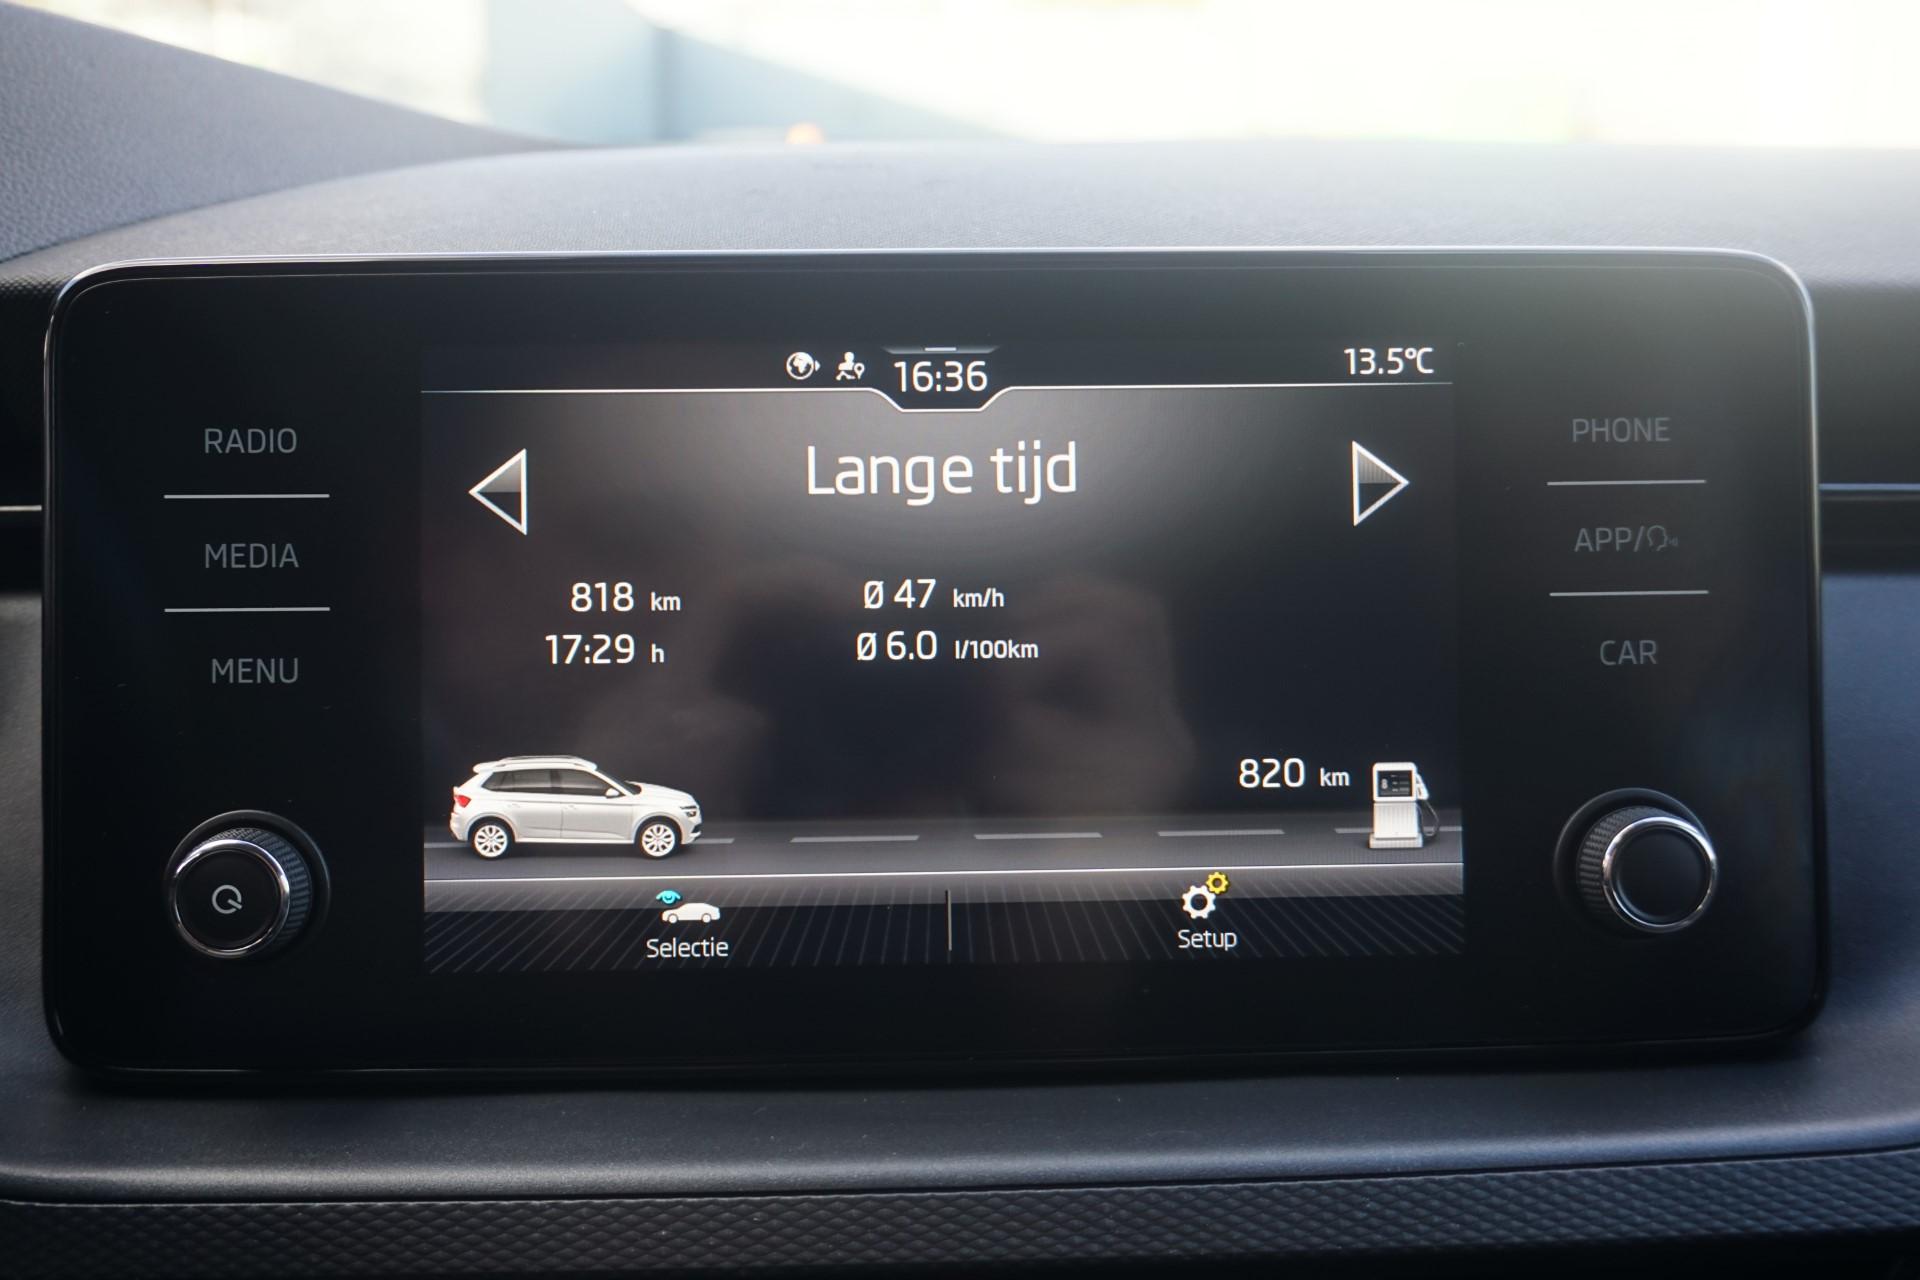 16:36
13.5°C
RADIO
MEDIA
MENU
Lange tijd
818 km
Ø 47 km/h
17:29 h
Ø 6.0 l/100km
820 km
Selectie
Setup
PHONE
APP/
CAR